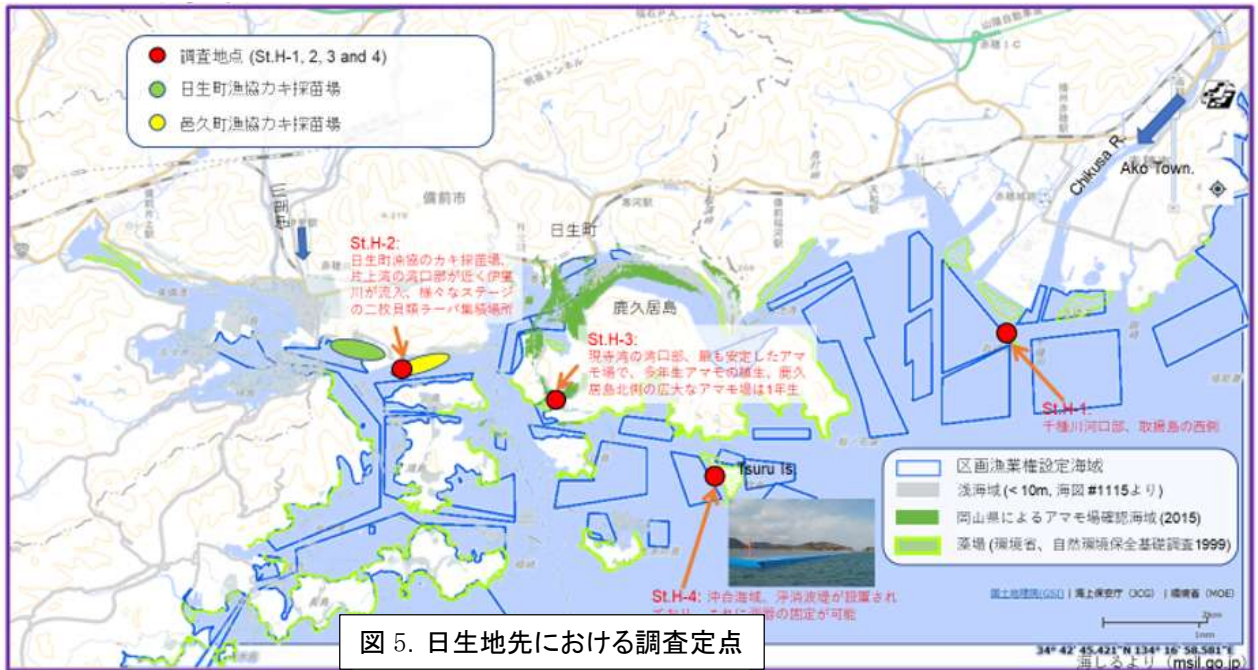 調査地点 (St.H-1, 2, 3 and 4)
日生町漁協カキ採苗場
邑久町漁協カキ採苗場
Chikusa R.
Ako Town.
備前市
日生町
鹿久居島
St.H-2:
日生町漁協のカキ採苗場、
片上湾の湾口部が近く伊里
川が流入、様々なステージ
の二枚貝類ラーバ集積場所
St.H-3:
現寺湾の湾口部、最も安定したアマ
モ場で、多年生アマモの植生、鹿久
居島北側の広大なアマモ場は1年生
St.H-1:
千種川河口部、取揚島の西側
Tsuru Is.
St.H-4: 沖合海域、浮消波堤が設置され
の固定が可能
区画漁業権設定海域
浅海域 (< 10m, 海図 #1115より)
岡山県によるアマモ場確認海域 (2015)
藻場 (環境省、自然環境保全基礎調査1999)
国土地理院(GSI) | 海上保安庁 (JCG) | 環境省 (MOE)
2km
1nm
34° 42' 45.421"N 134° 16' 58.581"E
海しるより (msil.go.jp)
図 5. 日生地先における調査定点